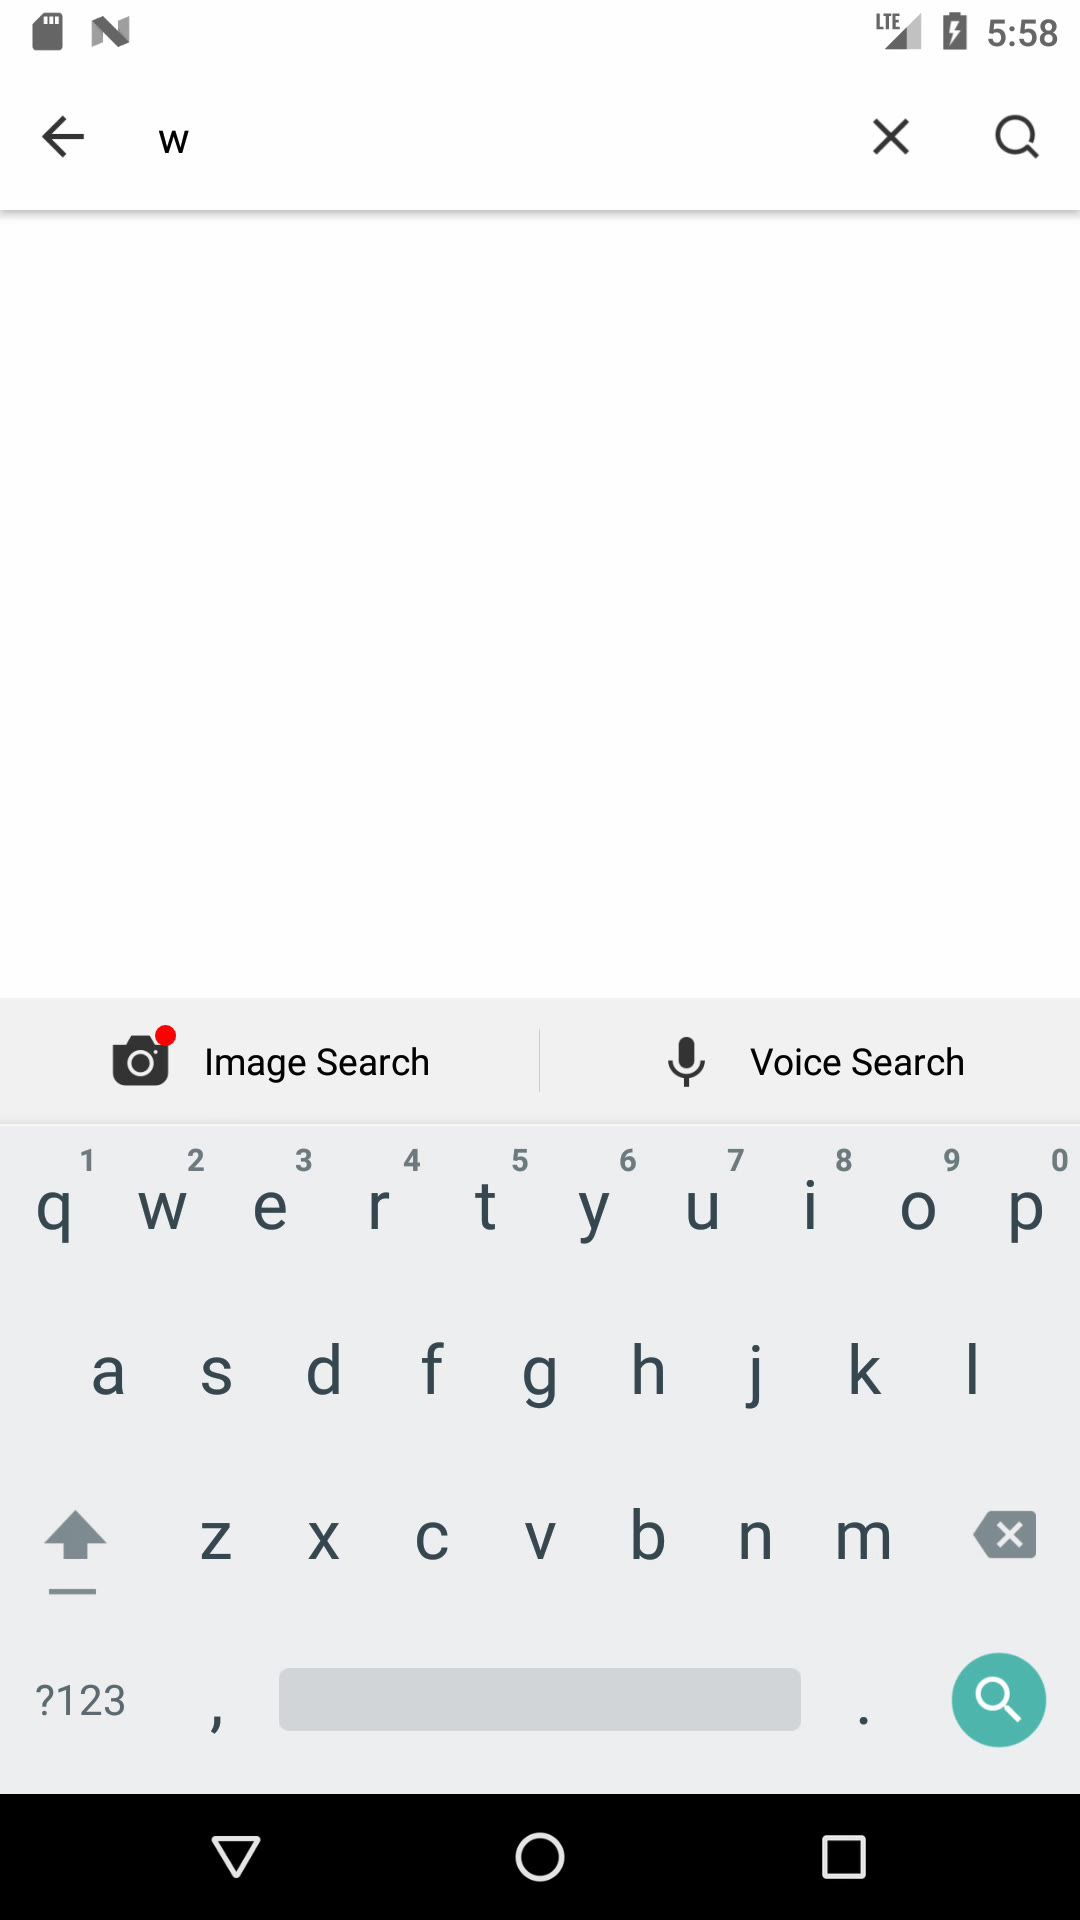 LTE 5:58
w
Image Search Voice Search
1 2 3 4 5 6 7 8 9 0
q w e r t y u i o p
a s d f g h j k l
z x c v b n m
?123 , .